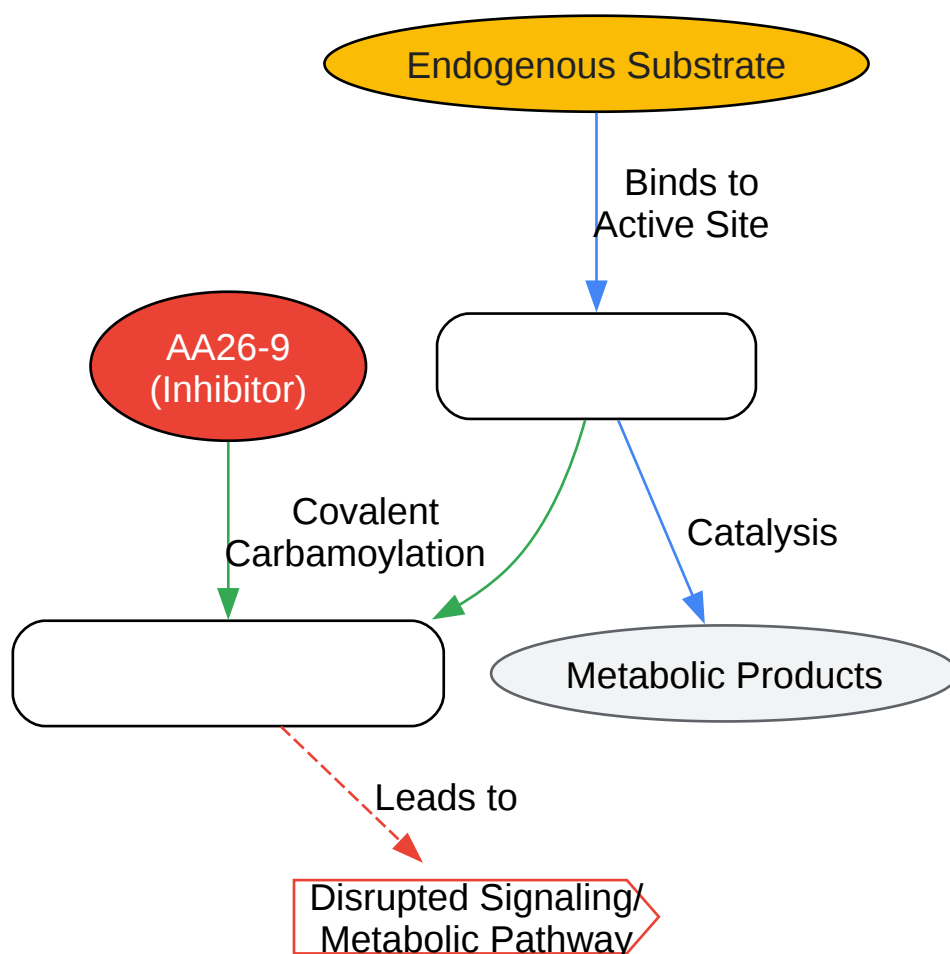 Endogenous Substrate
Binds to
Active Site
AA26-9
(Inhibitor)
Covalent
Carbamoylation
Catalysis
Metabolic Products
Leads to
Disrupted Signaling/
Metabolic Pathway